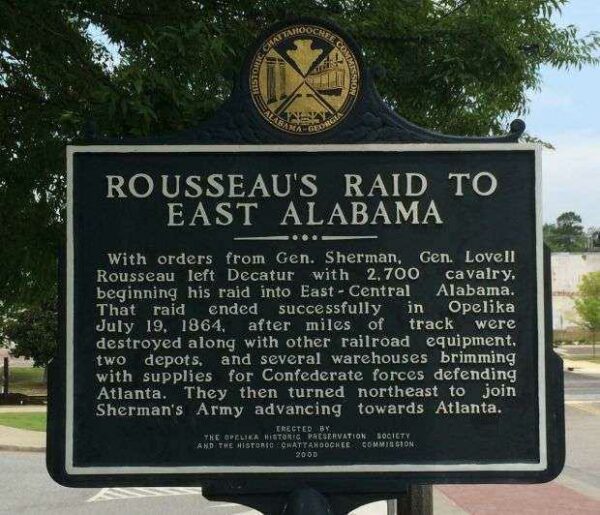 HISTORIC CHATTAHOOCHEE COMMISSION
ALABAMA - GEORGIA
ROUSSEAU'S RAID TO
EAST ALABAMA
With orders from Gen. Sherman, Gen. Lovell
Rousseau left Decatur with 2,700 cavalry,
beginning his raid into East-Central Alabama.
That raid ended successfully in Opelika
July 19, 1864, after miles of track were
destroyed along with other railroad equipment,
two depots, and several warehouses brimming
with supplies for Confederate forces defending
Atlanta. They then turned northeast to join
Sherman's Army advancing towards Atlanta.
ERECTED BY
THE OPELIKA HISTORIC PRESERVATION SOCIETY
AND THE HISTORIC CHATTAHOOCHEE COMMISSION
2000